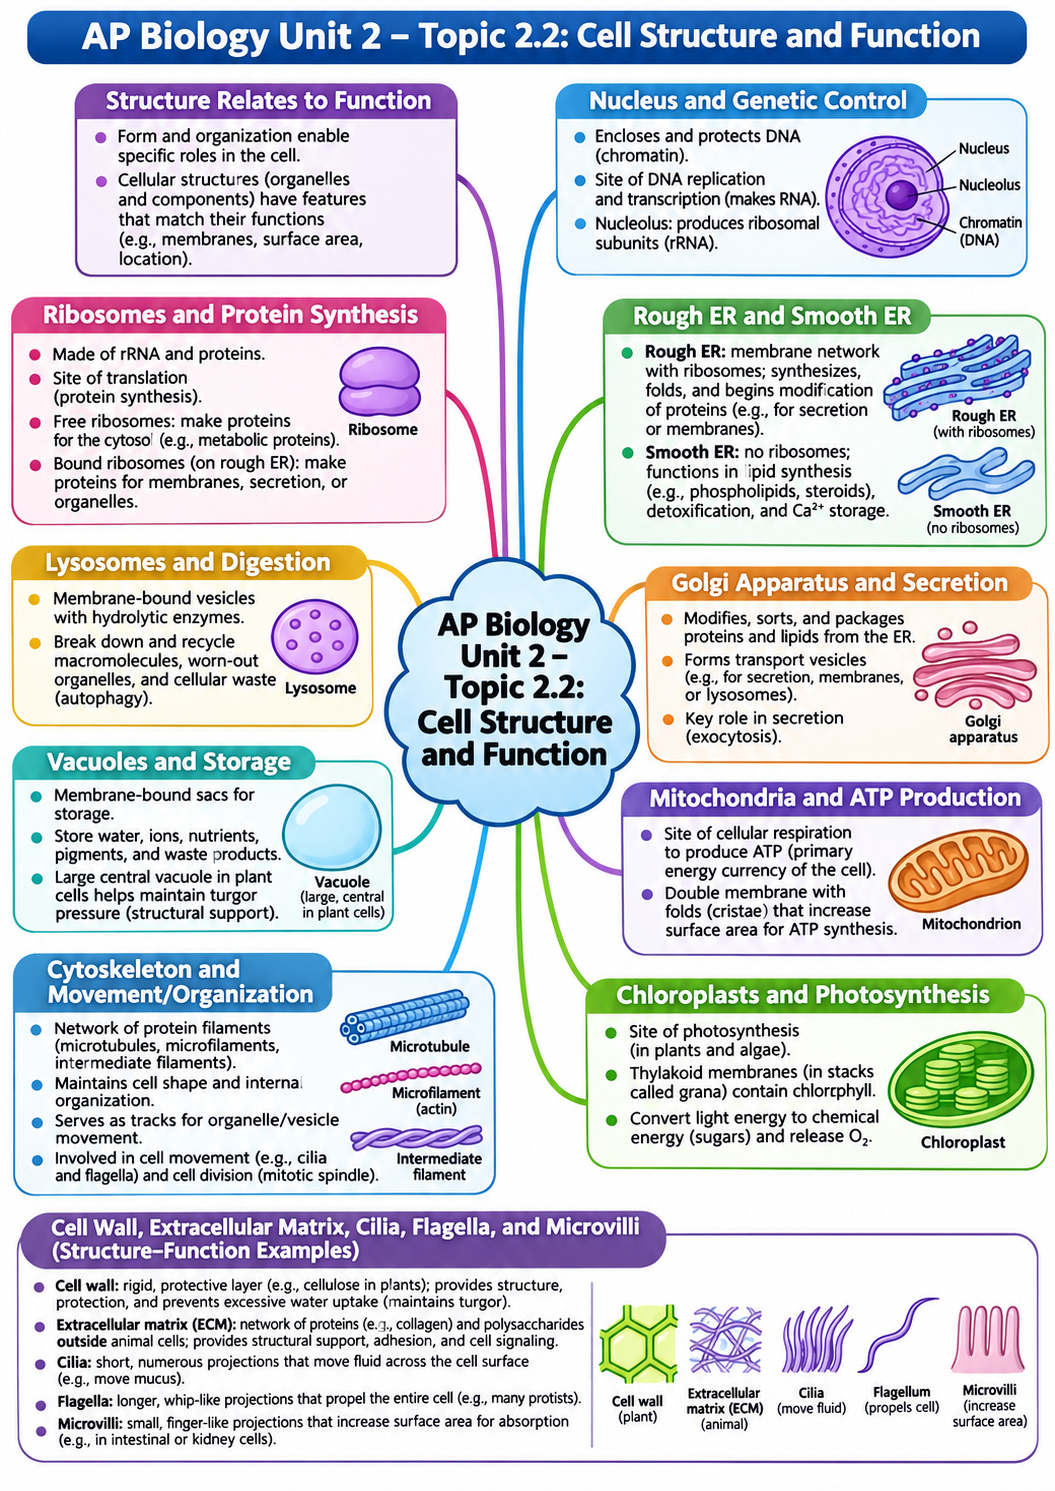 AP Biology Unit 2 – Topic 2.2: Cell Structure and Function
Structure Relates to Function
Form and organization enable
specific roles in the cell.
Cellular structures (organelles
and components) have features
that match their functions
(e.g., membranes, surface area,
location).
Nucleus and Genetic Control
Encloses and protects DNA
(chromatin).
Site of DNA replication
and transcription (makes RNA).
Nucleolus: produces ribosomal
subunits (rRNA).
Nucleus
Nucleolus
Chromatin
(DNA)
Ribosomes and Protein Synthesis
Made of rRNA and proteins.
Site of translation
(protein synthesis).
Free ribosomes: make proteins
for the cytosol (e.g., metabolic proteins).
Bound ribosomes (on rough ER): make
proteins for membranes, secretion, or
organelles.
Ribosome
Rough ER and Smooth ER
Rough ER: membrane network
with ribosomes; synthesizes,
folds, and begins modification
of proteins (e.g., for secretion
or membranes).
Smooth ER: no ribosomes;
functions in lipid synthesis
(e.g., phospholipids, steroids),
detoxification, and Ca²⁺ storage.
Rough ER
(with ribosomes)
Smooth ER
(no ribosomes)
Lysosomes and Digestion
Membrane-bound vesicles
with hydrolytic enzymes.
Break down and recycle
macromolecules, worn-out
organelles, and cellular waste
(autophagy).
Lysosome
AP Biology
Unit 2 –
Topic 2.2:
Cell Structure
and Function
Golgi Apparatus and Secretion
Modifies, sorts, and packages
proteins and lipids from the ER.
Forms transport vesicles
(e.g., for secretion, membranes,
or lysosomes).
Key role in secretion
(exocytosis).
Golgi
apparatus
Vacuoles and Storage
Membrane-bound sacs for
storage.
Store water, ions, nutrients,
pigments, and waste products.
Large central vacuole in plant
cells helps maintain turgor
pressure (structural support).
Vacuole
(large, central
in plant cells)
Mitochondria and ATP Production
Site of cellular respiration
to produce ATP (primary
energy currency of the cell).
Double membrane with
folds (cristae) that increase
surface area for ATP synthesis.
Mitochondrion
Cytoskeleton and
Movement/Organization
Network of protein filaments
(microtubules, microfilaments,
intermediate filaments).
Maintains cell shape and internal
organization.
Serves as tracks for organelle/vesicle
movement.
Involved in cell movement (e.g., cilia
and flagella) and cell division (mitotic spindle).
Microtubule
Microfilament
(actin)
Intermediate
filament
Chloroplasts and Photosynthesis
Site of photosynthesis
(in plants and algae).
Thylakoid membranes (in stacks
called grana) contain chlorophyll.
Convert light energy to chemical
energy (sugars) and release O₂.
Chloroplast
Cell Wall, Extracellular Matrix, Cilia, Flagella, and Microvilli
(Structure–Function Examples)
Cell wall: rigid, protective layer (e.g., cellulose in plants); provides structure,
protection, and prevents excessive water uptake (maintains turgor).
Extracellular matrix (ECM): network of proteins (e.g., collagen) and polysaccharides
outside animal cells; provides structural support, adhesion, and cell signaling.
Cilia: short, numerous projections that move fluid across the cell surface
(e.g., move mucus).
Flagella: longer, whip-like projections that propel the entire cell (e.g., many protists).
Microvilli: small, finger-like projections that increase surface area for absorption
(e.g., in intestinal or kidney cells).
Cell wall
(plant)
Extracellular
matrix (ECM)
(animal)
Cilia
(move fluid)
Flagellum
(propels cell)
Microvilli
(increase
surface area)